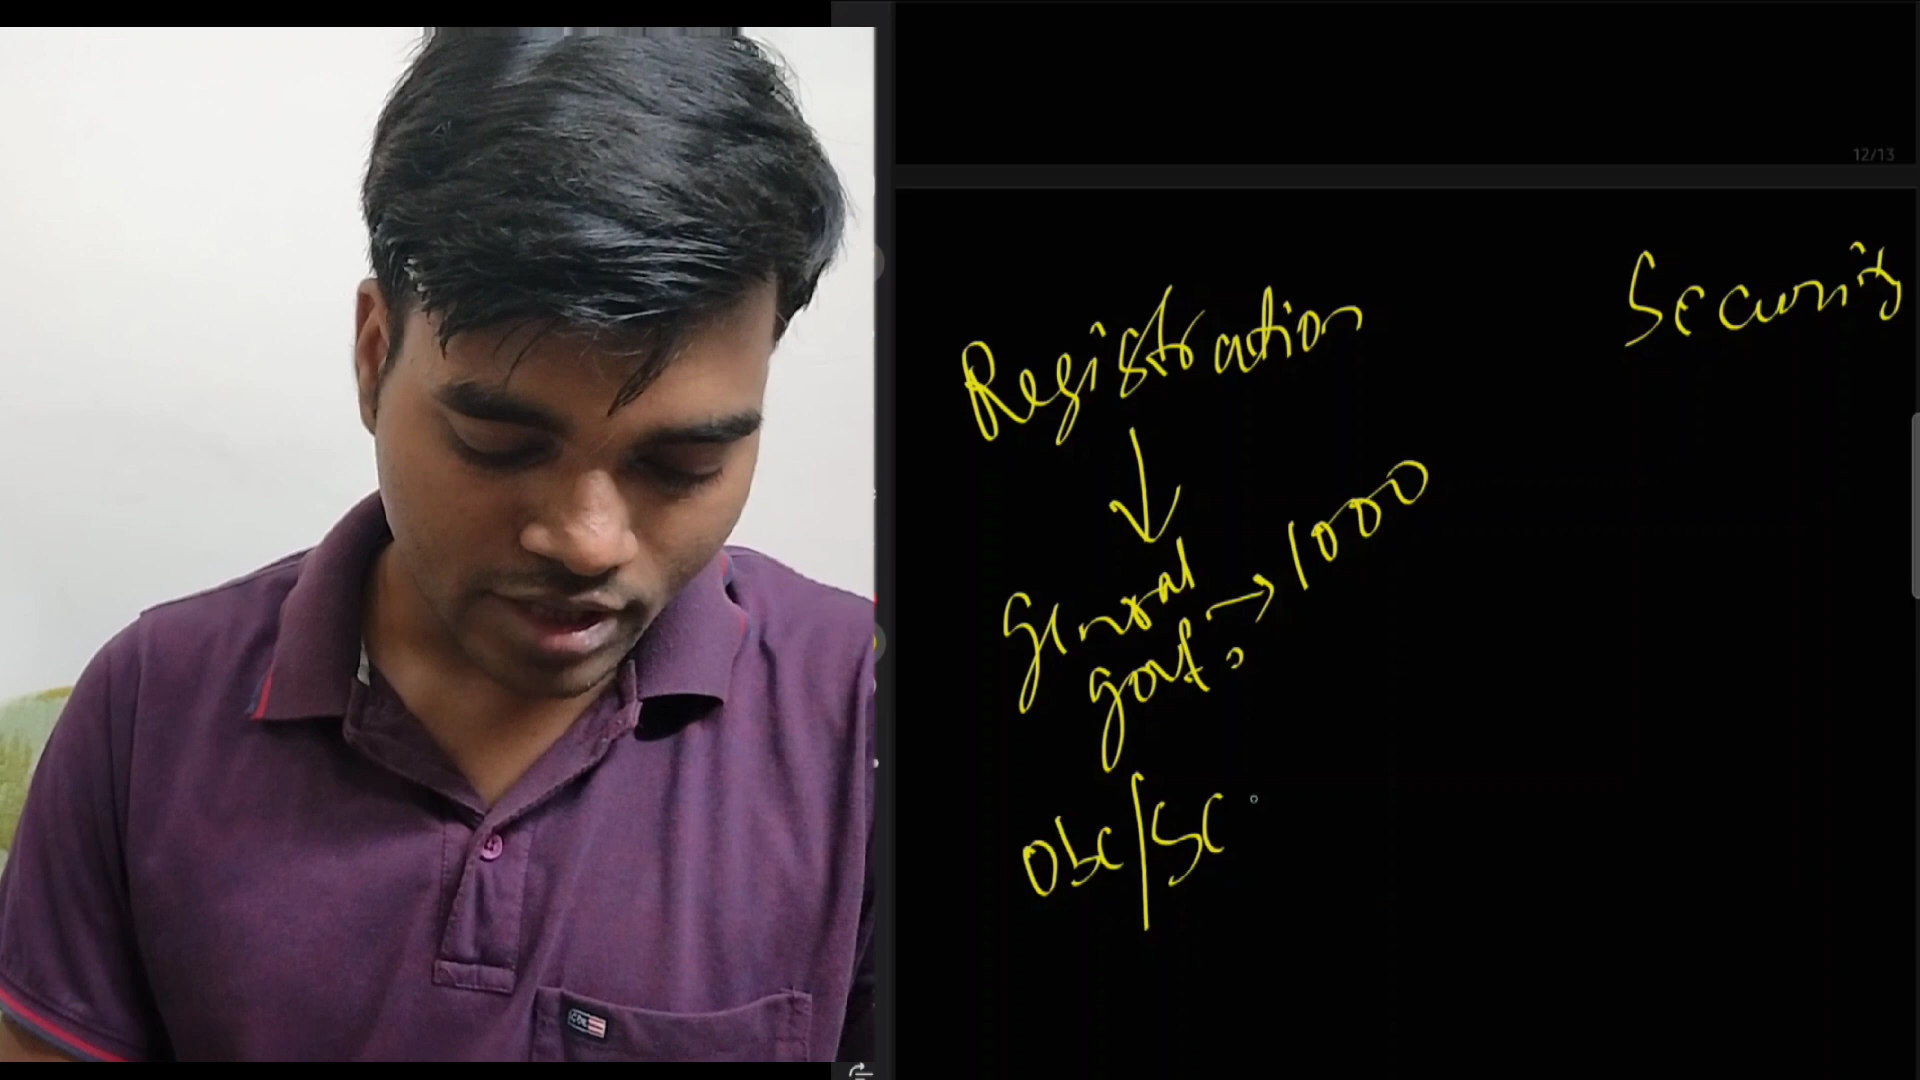 12/13
Security
Registration
↓
General → 1000
govt.
Obc/SC